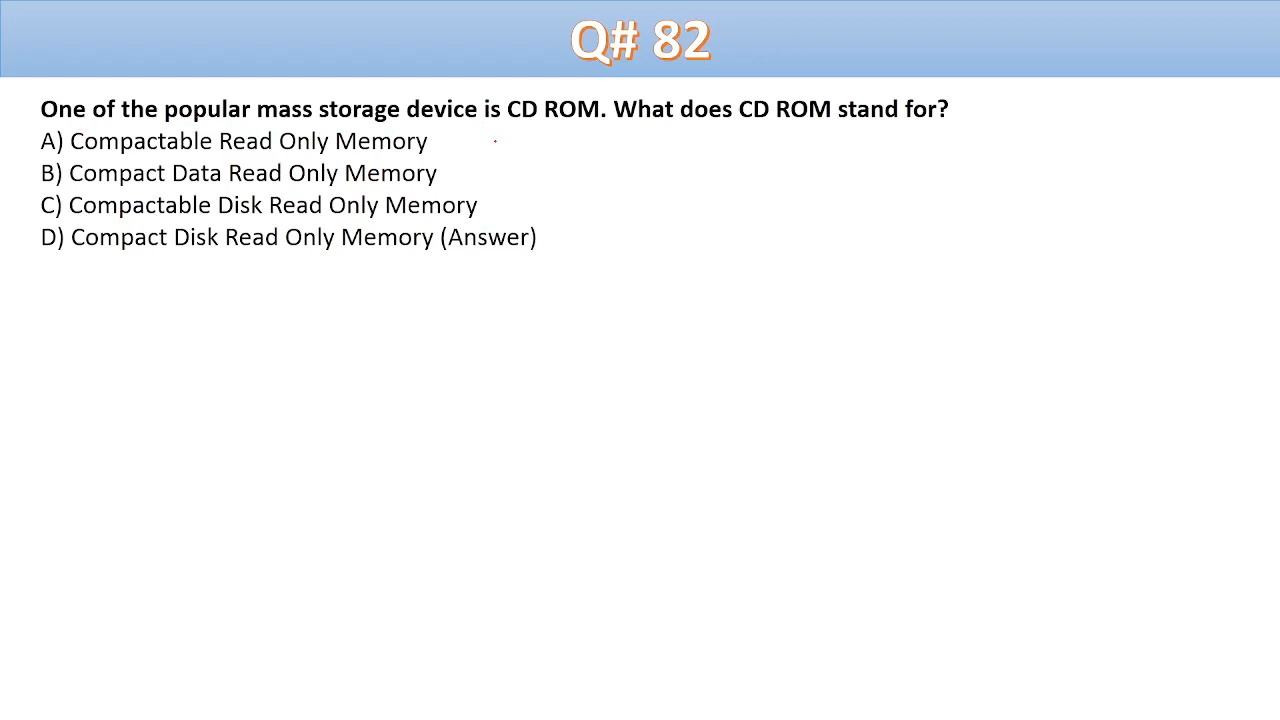 Q# 82
One of the popular mass storage device is CD ROM. What does CD ROM stand for?
A) Compactable Read Only Memory
B) Compact Data Read Only Memory
C) Compactable Disk Read Only Memory
D) Compact Disk Read Only Memory (Answer)